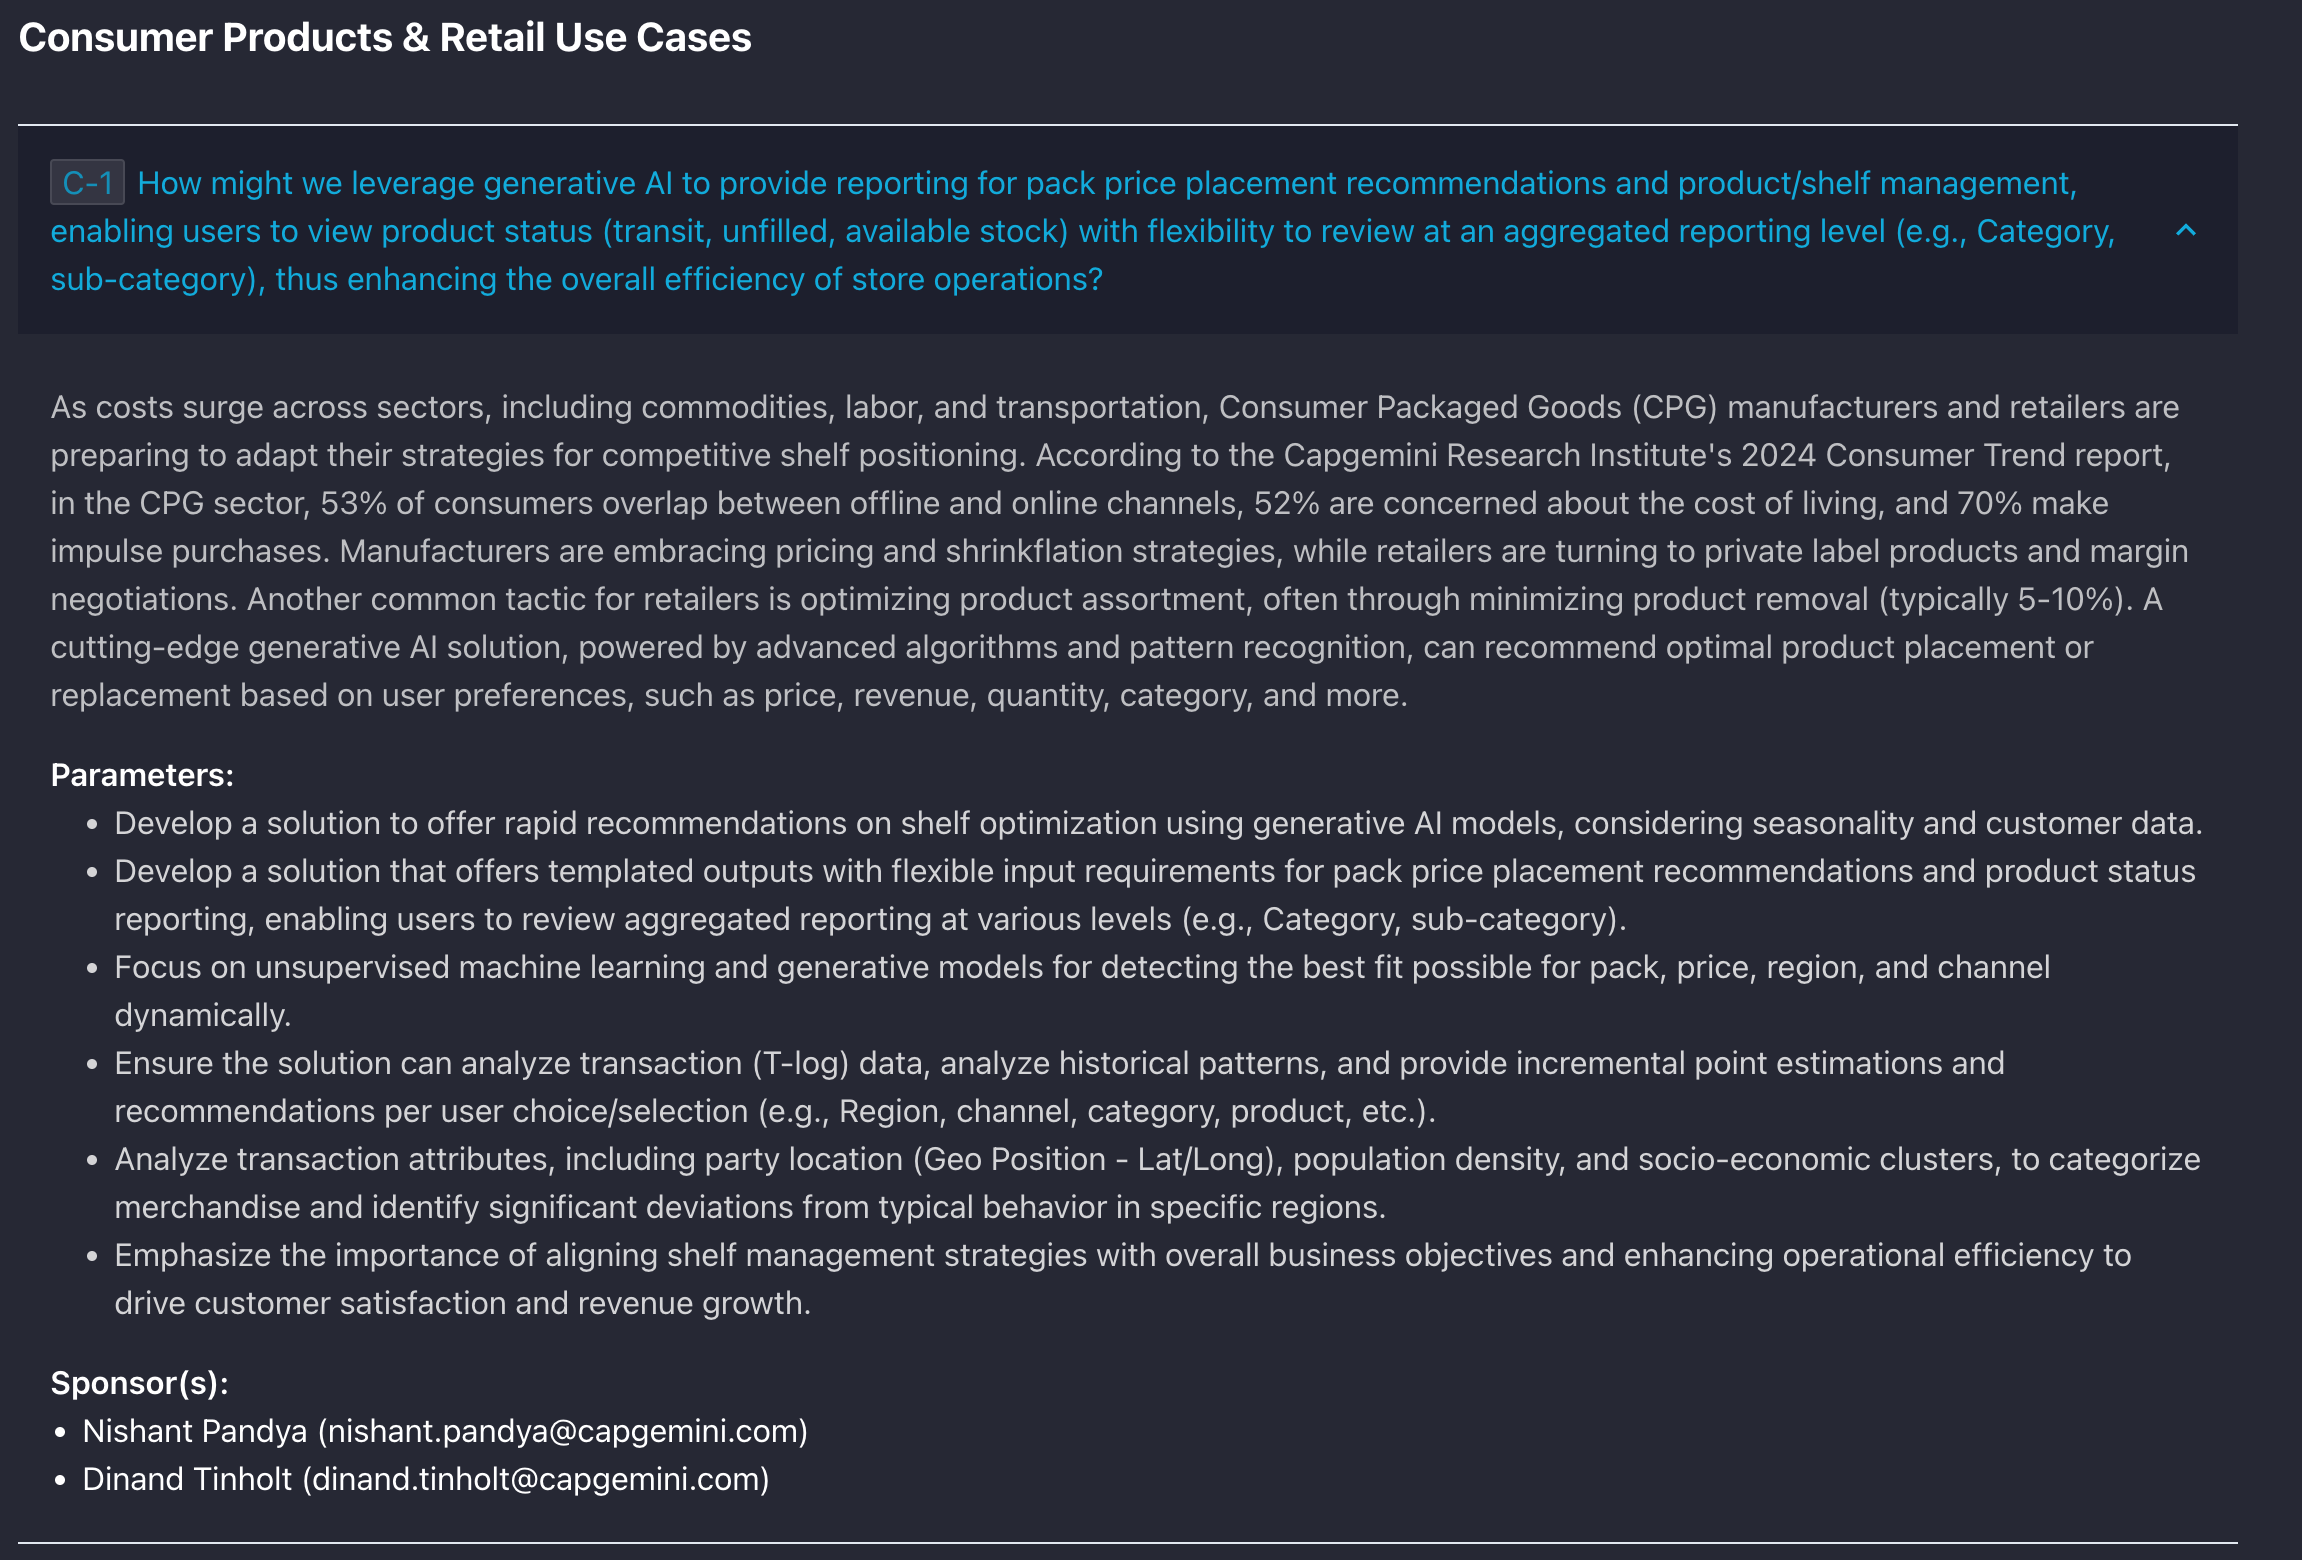 Consumer Products & Retail Use Cases
C-1 How might we leverage generative AI to provide reporting for pack price placement recommendations and product/shelf management,
enabling users to view product status (transit, unfilled, available stock) with flexibility to review at an aggregated reporting level (e.g., Category,
sub-category), thus enhancing the overall efficiency of store operations?
As costs surge across sectors, including commodities, labor, and transportation, Consumer Packaged Goods (CPG) manufacturers and retailers are
preparing to adapt their strategies for competitive shelf positioning. According to the Capgemini Research Institute's 2024 Consumer Trend report,
in the CPG sector, 53% of consumers overlap between offline and online channels, 52% are concerned about the cost of living, and 70% make
impulse purchases. Manufacturers are embracing pricing and shrinkflation strategies, while retailers are turning to private label products and margin
negotiations. Another common tactic for retailers is optimizing product assortment, often through minimizing product removal (typically 5-10%). A
cutting-edge generative AI solution, powered by advanced algorithms and pattern recognition, can recommend optimal product placement or
replacement based on user preferences, such as price, revenue, quantity, category, and more.
Parameters:
• Develop a solution to offer rapid recommendations on shelf optimization using generative AI models, considering seasonality and customer data.
• Develop a solution that offers templated outputs with flexible input requirements for pack price placement recommendations and product status
reporting, enabling users to review aggregated reporting at various levels (e.g., Category, sub-category).
• Focus on unsupervised machine learning and generative models for detecting the best fit possible for pack, price, region, and channel
dynamically.
• Ensure the solution can analyze transaction (T-log) data, analyze historical patterns, and provide incremental point estimations and
recommendations per user choice/selection (e.g., Region, channel, category, product, etc.).
• Analyze transaction attributes, including party location (Geo Position - Lat/Long), population density, and socio-economic clusters, to categorize
merchandise and identify significant deviations from typical behavior in specific regions.
• Emphasize the importance of aligning shelf management strategies with overall business objectives and enhancing operational efficiency to
drive customer satisfaction and revenue growth.
Sponsor(s):
• Nishant Pandya (nishant.pandya@capgemini.com)
• Dinand Tinholt (dinand.tinholt@capgemini.com)